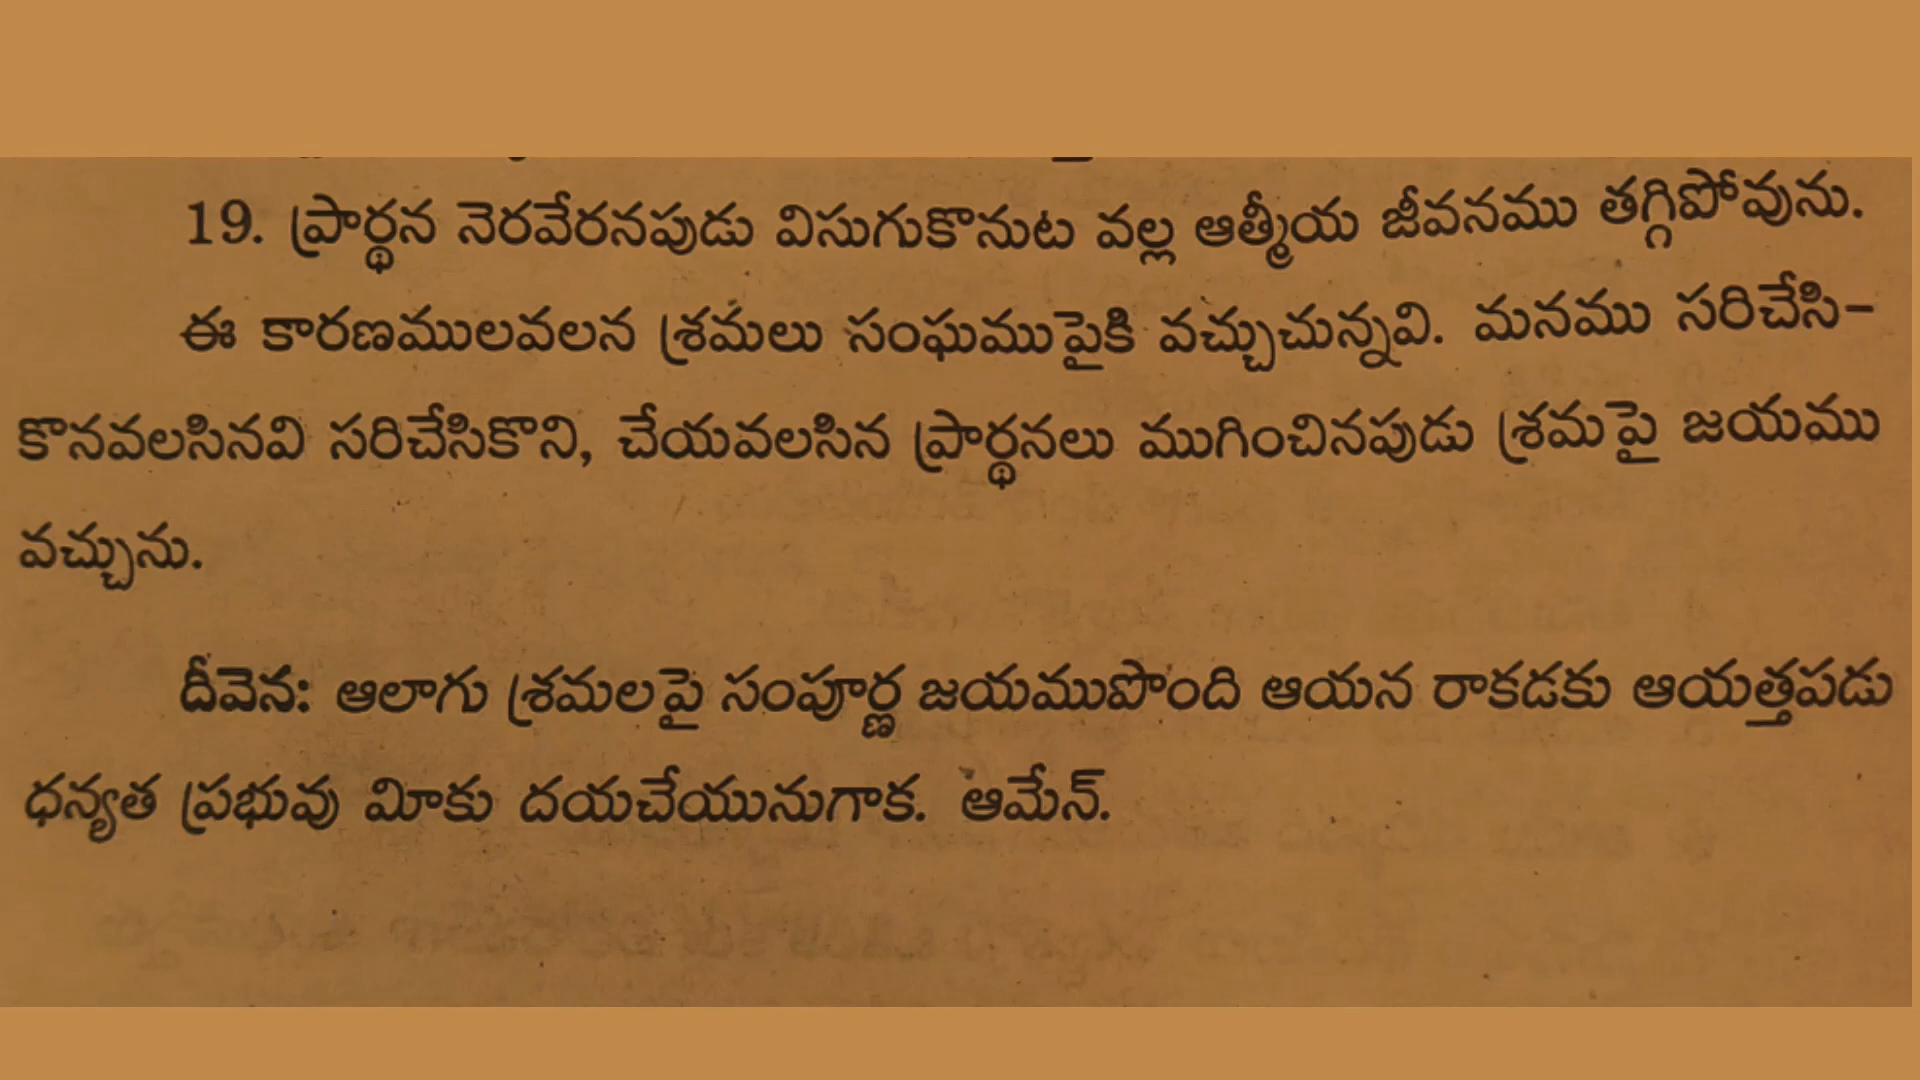 19. ప్రార్థన నెరవేరనపుడు విసుగుకొనుట వల్ల ఆత్మీయ జీవనము తగ్గిపోవును.
ఈ కారణములవలన శ్రమలు సంఘముపైకి వచ్చుచున్నవి. మనము సరిచేసి-
కొనవలసినవి సరిచేసికొని, చేయవలసిన ప్రార్థనలు ముగించినపుడు శ్రమపై జయము
వచ్చును.
దీవెన: ఆలాగు శ్రమలపై సంపూర్ణ జయముపొంది ఆయన రాకడకు ఆయత్తపడు
ధన్యత ప్రభువు మీకు దయచేయునుగాక. ఆమేన్.